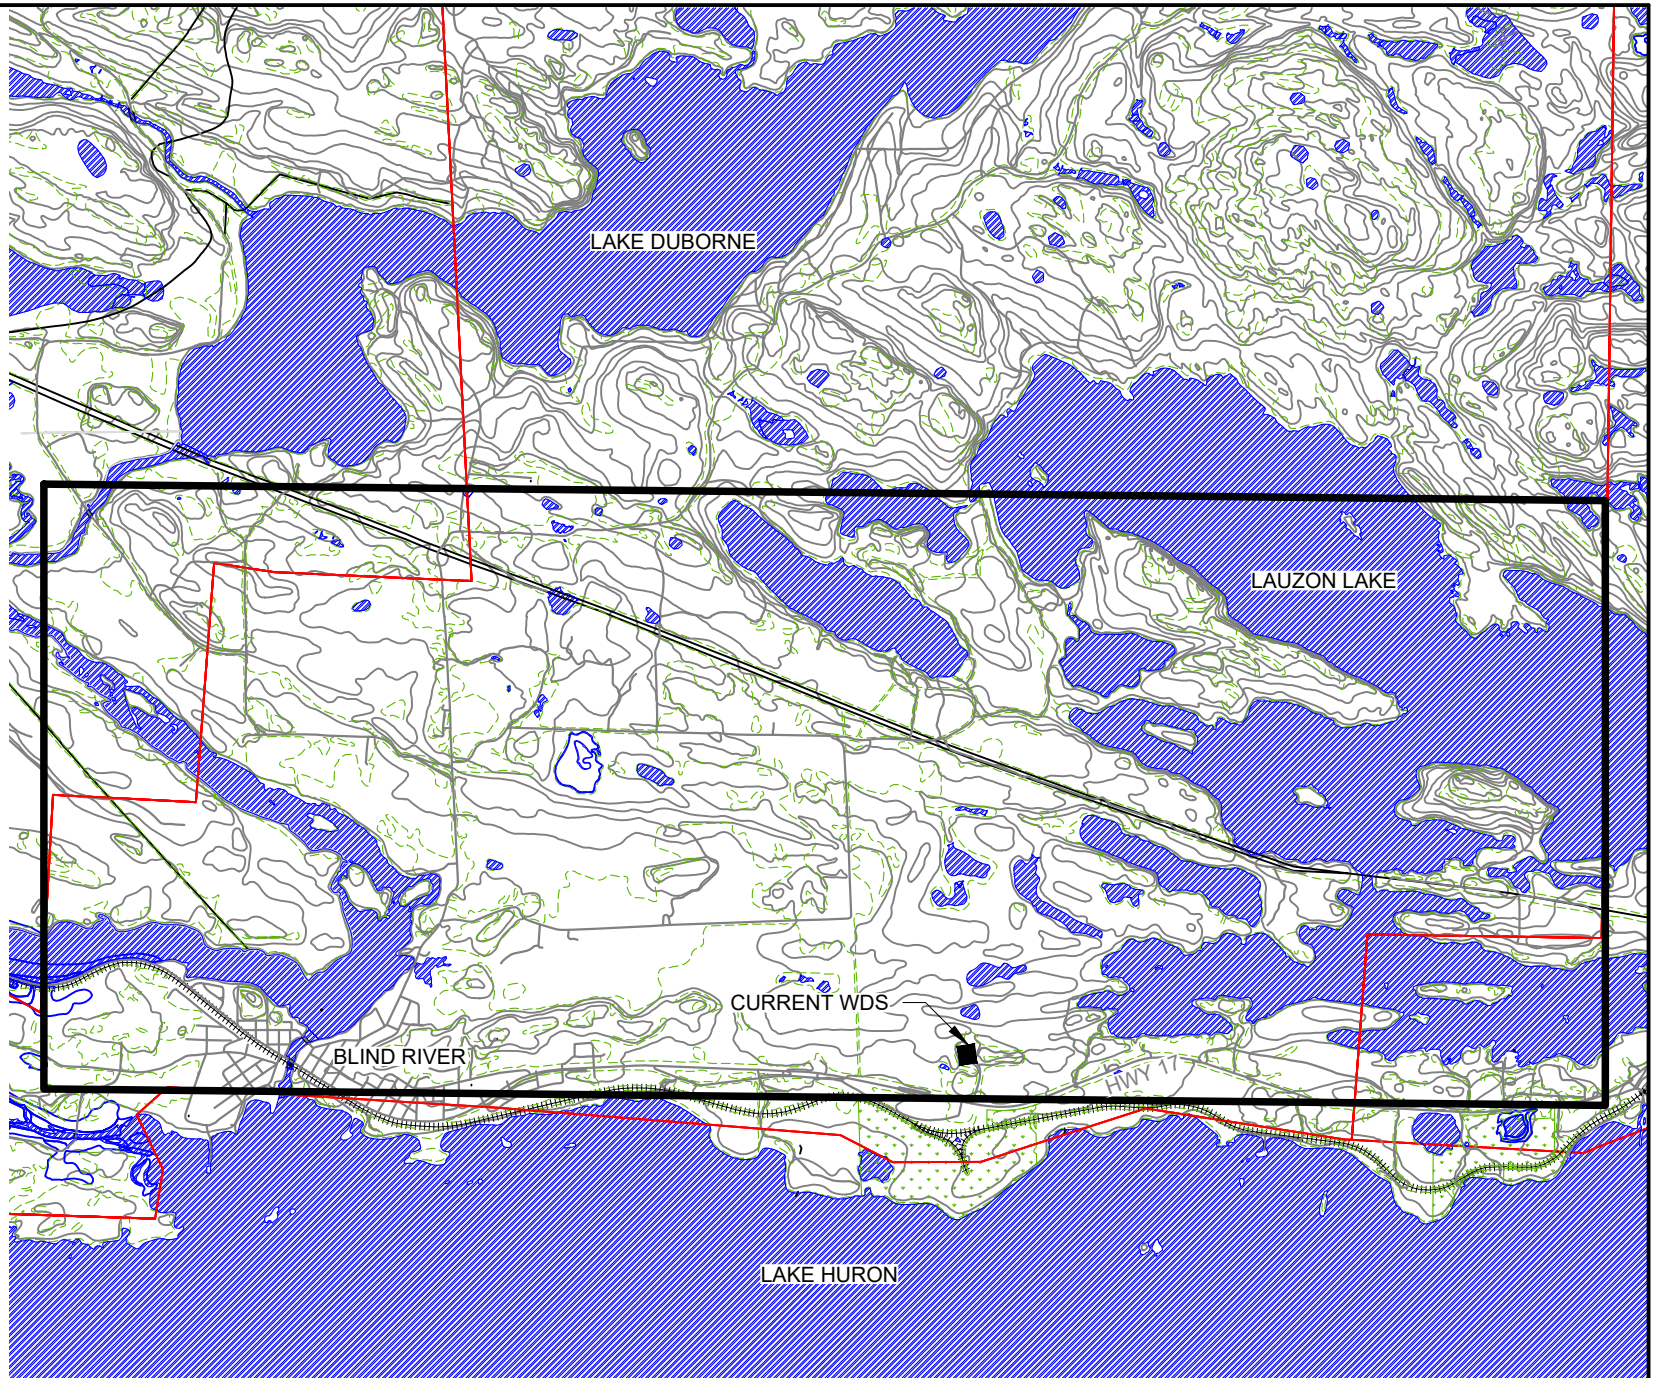 LAKE DUBORNE
LAUZON LAKE
CURRENT WDS
BLIND RIVER
HWY 17
LAKE HURON